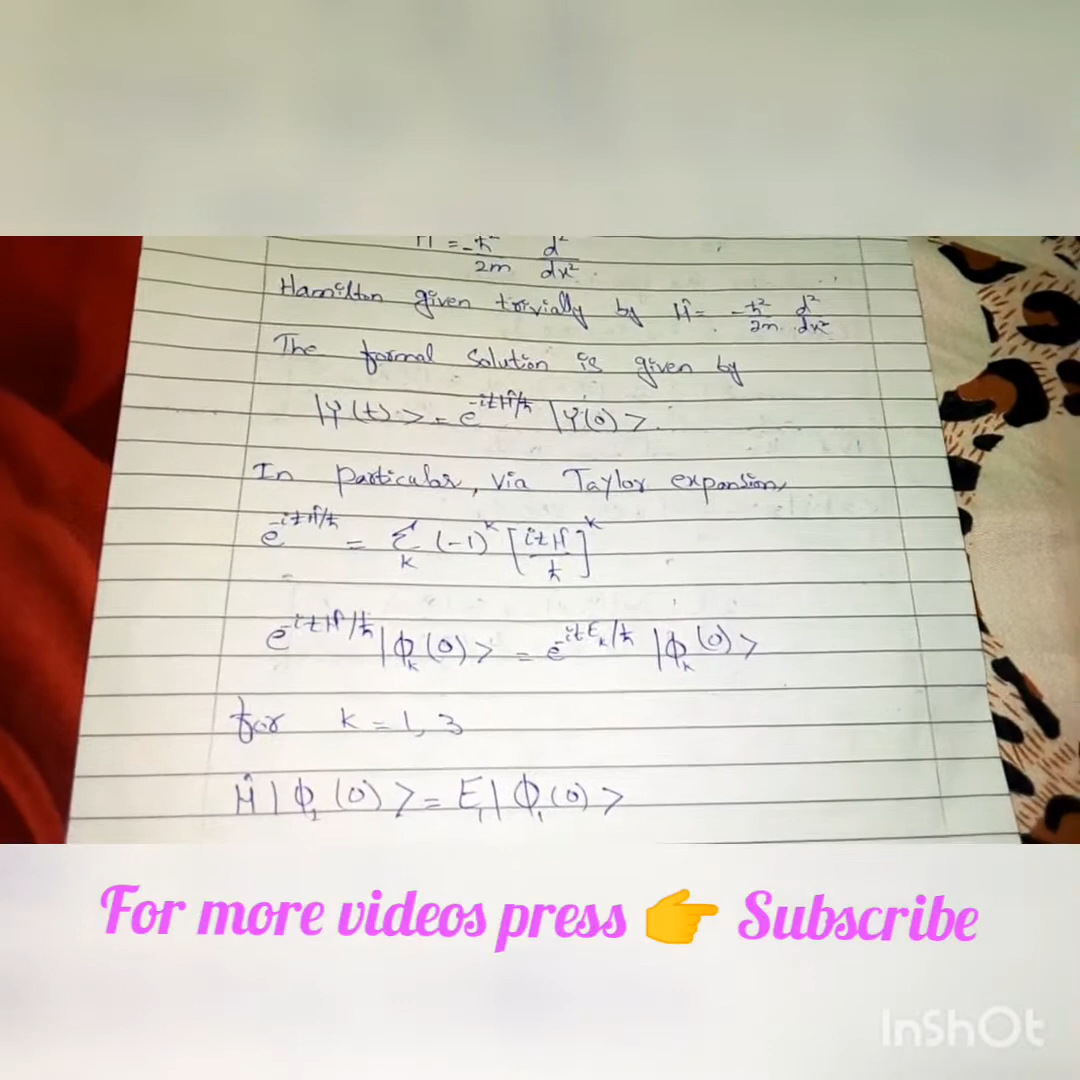 Ĥ = -ħ²/2m d²/dx².
Hamilton given trivially by Ĥ = -ħ²/2m d²/dx²
The formal solution is given by
|Ψ(t)> = e^(-itĤ/ħ) |Ψ(0)>.
In particular, via Taylor expansion,
e^(-itĤ/ħ) = Σ_k (-1)^k [itĤ/ħ]^k
e^(-itĤ/ħ) |Φ_k(0)> = e^(-itE_k/ħ) |Φ_k(0)>
for k = 1, 3
Ĥ |Φ_1(0)> = E_1 |Φ_1(0)>
For more videos press 👉 Subscribe
InShOt